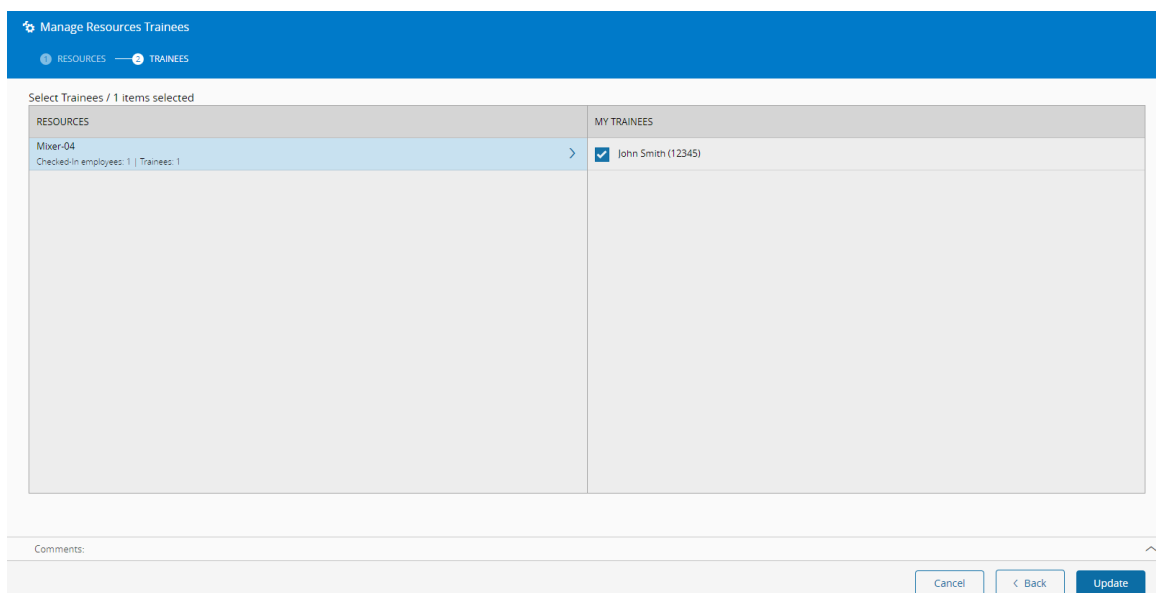 Manage Resources Trainees
1 RESOURCES 2 TRAINEES
Select Trainees / 1 items selected
RESOURCES
MY TRAINEES
Mixer-04
Checked-In employees: 1 | Trainees: 1
John Smith (12345)
Comments:
Cancel
< Back
Update